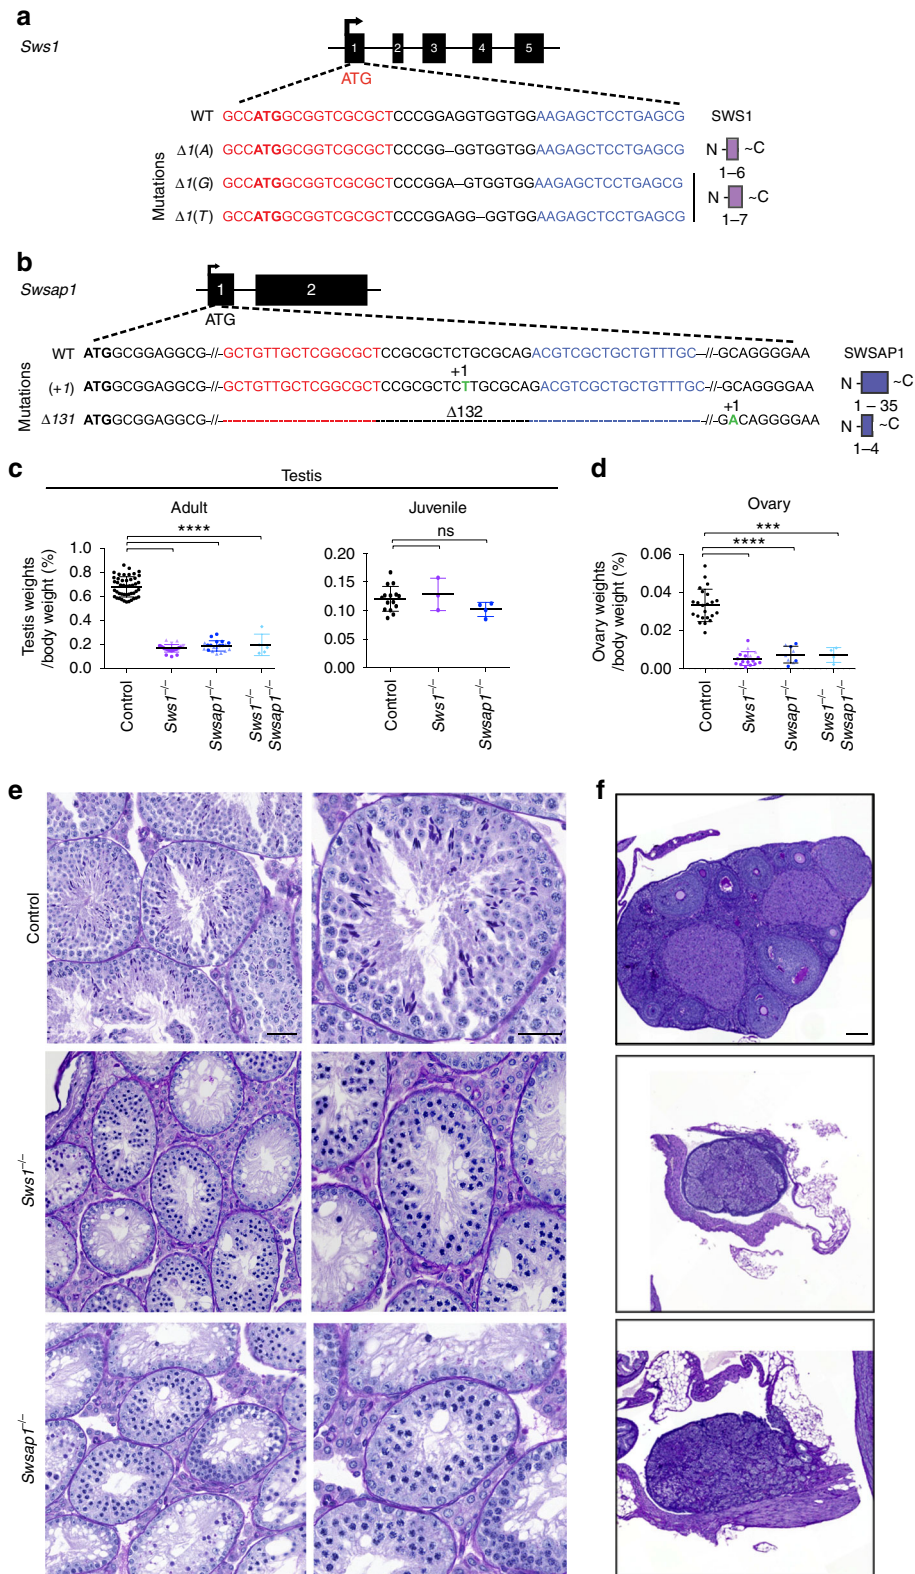 a
Sws1
1 2 3 4 5
ATG
WT GCCATGGCGGTCGCGCTCCCGGAGGTGGTGGAAGAGCTCCTGAGCG SWS1
Mutations
Δ1(A) GCCATGGCGGTCGCGCTCCCGG–GGTGGTGGAAGAGCTCCTGAGCG N ~C
1–6
Δ1(G) GCCATGGCGGTCGCGCTCCCGGA–GTGGTGGAAGAGCTCCTGAGCG N ~C
Δ1(T) GCCATGGCGGTCGCGCTCCCGGAGG–GGTGGAAGAGCTCCTGAGCG
1–7
b
Swsap1
1 2
ATG
WT ATGGCGGAGGCG-//-GCTGTTGCTCGGCGCTCCGCGCTCTGCGCAGACGTCGCTGCTGTTTGC-//-GCAGGGGAA SWSAP1
Mutations
+1
(+1) ATGGCGGAGGCG-//-GCTGTTGCTCGGCGCTCCGCGCTCTTGCGCAGACGTCGCTGCTGTTTGC-//-GCAGGGGAA N ~C
1 – 35
Δ132 +1
Δ131 ATGGCGGAGGCG-//- -//-GACAGGGGAA N ~C
1–4
c
Testis
Adult
****
Testis weights
/body weight (%)
1.0
0.8
0.6
0.4
0.2
0.0
Control
Sws1–/–
Swsap1–/–
Sws1–/–
Swsap1–/–
Juvenile
ns
0.20
0.15
0.10
0.05
0.00
Control
Sws1–/–
Swsap1–/–
d
Ovary
***
****
Ovary weights
/body weight (%)
0.06
0.04
0.02
0.00
Control
Sws1–/–
Swsap1–/–
Sws1–/–
Swsap1–/–
e
Control
Sws1–/–
Swsap1–/–
f